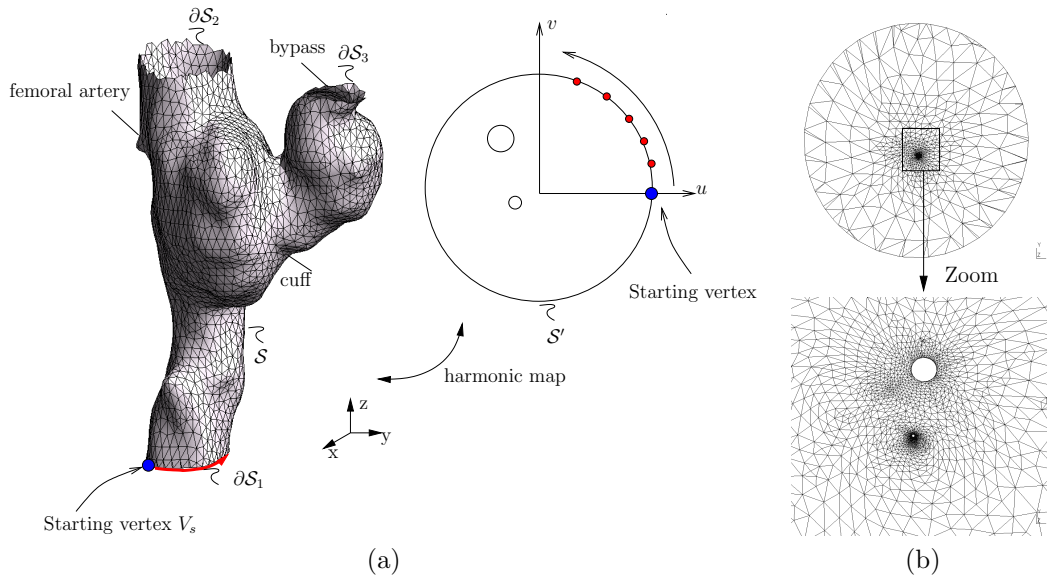 ∂𝒮₂
bypass
∂𝒮₃
femoral artery
cuff
𝒮
∂𝒮₁
Starting vertex Vₛ
v
u
Starting vertex
𝒮′
harmonic map
z
y
x
(a)
Zoom
(b)